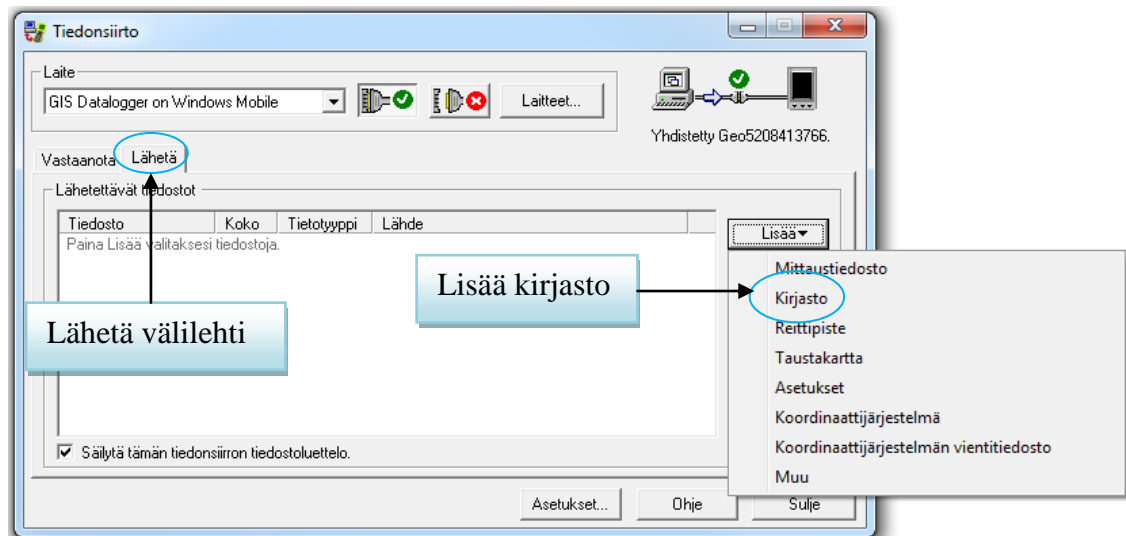 Tiedonsiirto
Laite
GIS Datalogger on Windows Mobile
Laitteet...
Yhdistetty Geo5208413766.
Vastaanota Lähetä
Lähetettävät tiedostot
Tiedosto Koko Tietotyyppi Lähde
Paina Lisää valitaksesi tiedostoja.
Lisää
Mittaustiedosto
Kirjasto
Reittipiste
Taustakartta
Asetukset
Koordinaattijärjestelmä
Koordinaattijärjestelmän vientitiedosto
Muu
Lisää kirjasto
Lähetä välilehti
Säilytä tämän tiedonsiirron tiedostoluettelo.
Asetukset... Ohje Sulje